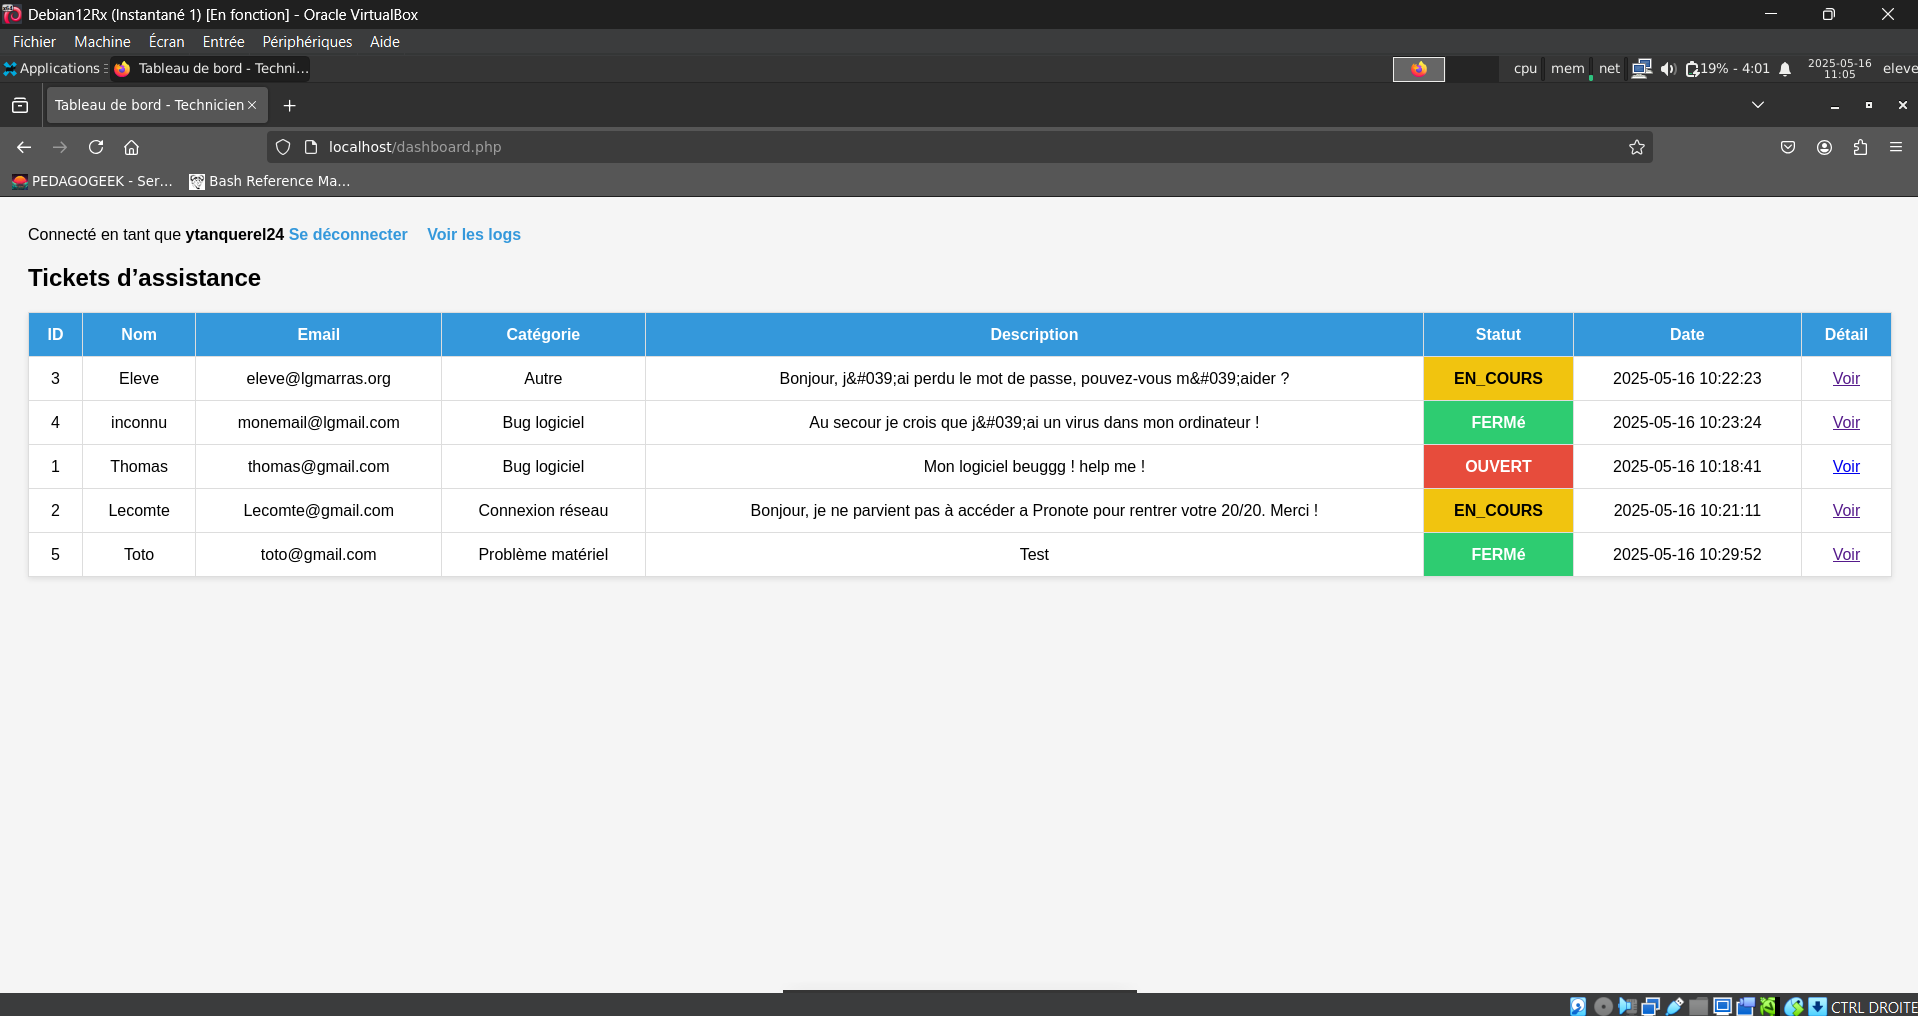 Debian12Rx (Instantané 1) [En fonction] - Oracle VirtualBox
Fichier Machine Écran Entrée Périphériques Aide
Applications Tableau de bord - Techni... cpu mem net 19% - 4:01 2025-05-16 11:05 eleve
Tableau de bord - Technicien
localhost/dashboard.php
PEDAGOGEEK - Ser... Bash Reference Ma...
Connecté en tant que ytanquerel24 Se déconnecter Voir les logs
Tickets d’assistance
ID Nom Email Catégorie Description Statut Date Détail
3 Eleve eleve@lgmarras.org Autre Bonjour, j&#039;ai perdu le mot de passe, pouvez-vous m&#039;aider ? EN_COURS 2025-05-16 10:22:23 Voir
4 inconnu monemail@lgmail.com Bug logiciel Au secour je crois que j&#039;ai un virus dans mon ordinateur ! FERMé 2025-05-16 10:23:24 Voir
1 Thomas thomas@gmail.com Bug logiciel Mon logiciel beuggg ! help me ! OUVERT 2025-05-16 10:18:41 Voir
2 Lecomte Lecomte@gmail.com Connexion réseau Bonjour, je ne parvient pas à accéder a Pronote pour rentrer votre 20/20. Merci ! EN_COURS 2025-05-16 10:21:11 Voir
5 Toto toto@gmail.com Problème matériel Test FERMé 2025-05-16 10:29:52 Voir
CTRL DROITE